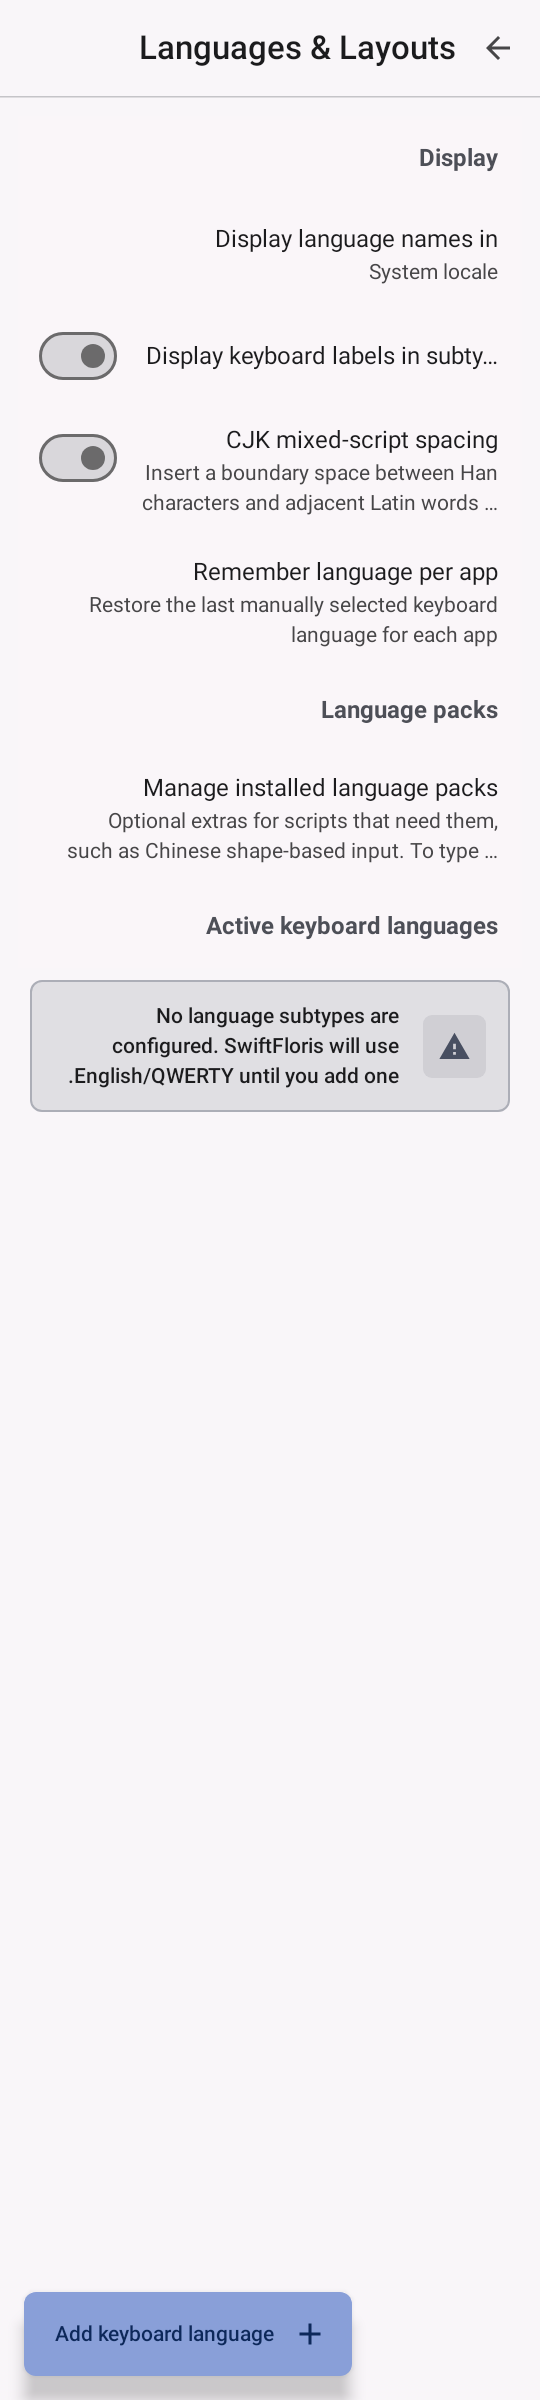 Languages & Layouts
Display
Display language names in
System locale
Display keyboard labels in subty…
CJK mixed-script spacing
Insert a boundary space between Han
characters and adjacent Latin words …
Remember language per app
Restore the last manually selected keyboard
language for each app
Language packs
Manage installed language packs
Optional extras for scripts that need them,
such as Chinese shape-based input. To type …
Active keyboard languages
No language subtypes are
configured. SwiftFloris will use
.English/QWERTY until you add one
Add keyboard language